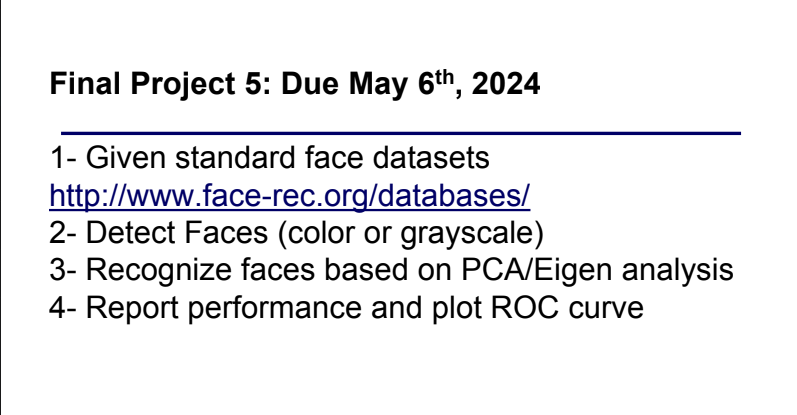 Final Project 5: Due May 6th, 2024
1- Given standard face datasets
http://www.face-rec.org/databases/
2- Detect Faces (color or grayscale)
3- Recognize faces based on PCA/Eigen analysis
4- Report performance and plot ROC curve